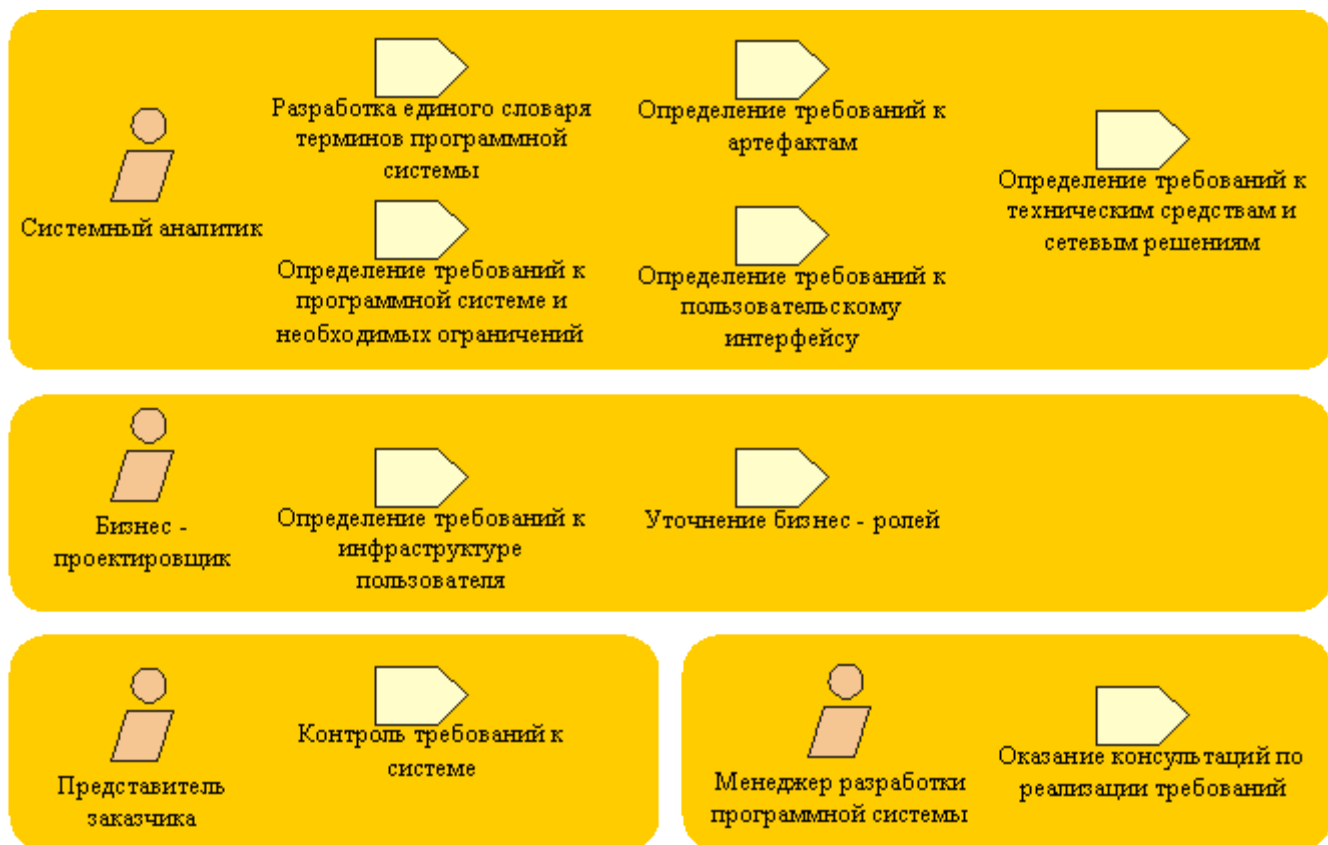 Разработка единого словаря
терминов программной
системы
Определение требований к
артефактам
Определение требований к
техническим средствам и
сетевым решениям
Системный аналитик
Определение требований к
программной системе и
необходимых ограничений
Определение требований к
пользовательскому
интерфейсу
Бизнес -
проектировщик
Определение требований к
инфраструктуре
пользователя
Уточнение бизнес - ролей
Представитель
заказчика
Контроль требований к
системе
Менеджер разработки
программной системы
Оказание консультаций по
реализации требований